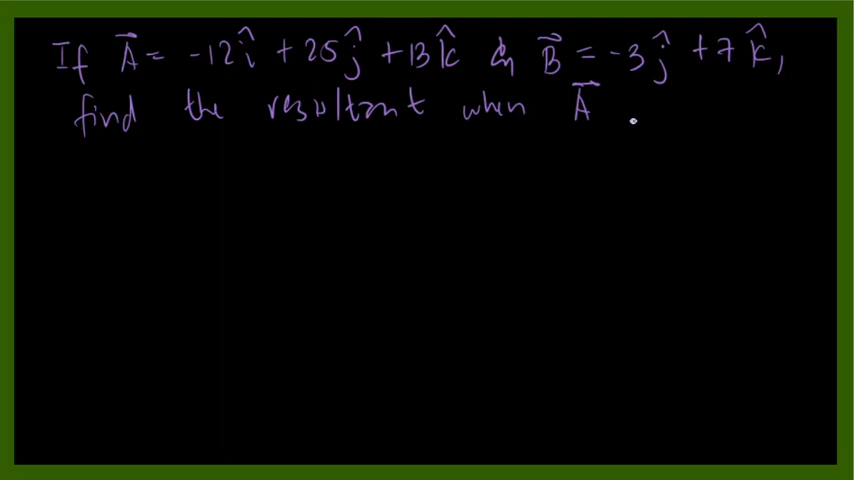 If A⃗ = -12î + 25ĵ + 13k̂ & B⃗ = -3ĵ + 7k̂,
find the resultant when A⃗